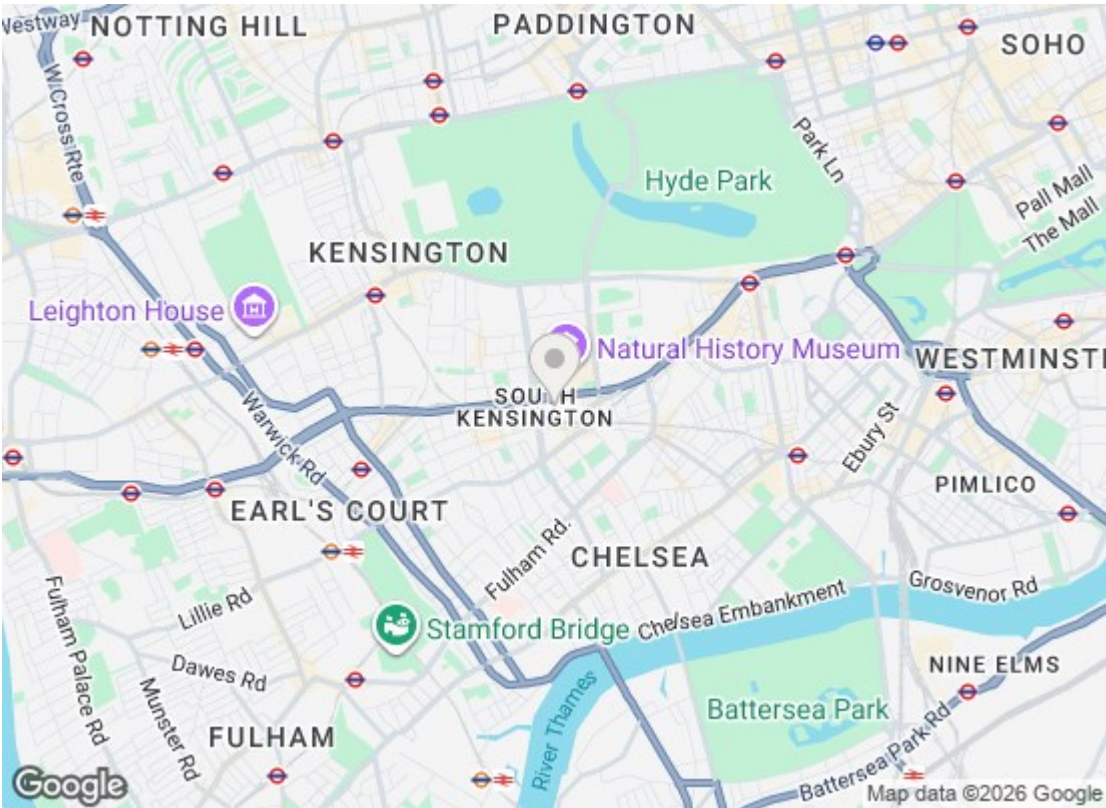 Westway
NOTTING HILL
PADDINGTON
SOHO
W Cross Rte
Park Ln
Hyde Park
Pall Mall
The Mall
KENSINGTON
Leighton House
Natural History Museum
WESTMINST
SOUTH
KENSINGTON
Warwick Rd
Ebury St
PIMLICO
EARL'S COURT
Fulham Rd.
CHELSEA
Grosvenor Rd
Chelsea Embankment
Lillie Rd
Fulham Palace Rd
Stamford Bridge
Dawes Rd
Munster Rd
NINE ELMS
River Thames
Battersea Park
FULHAM
Battersea Park Rd
Google
Map data ©2026 Google